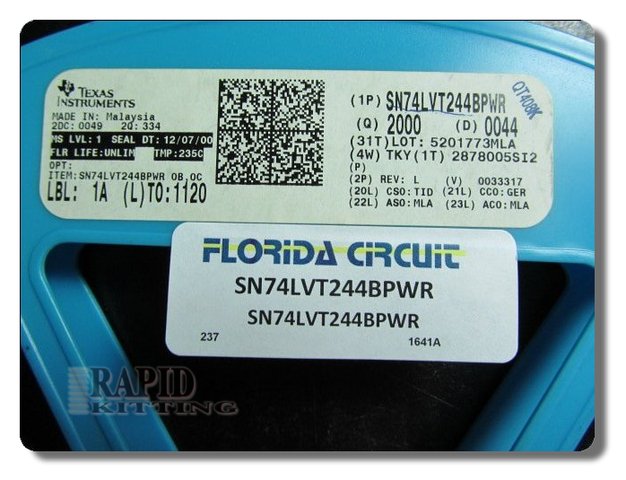 TEXAS
INSTRUMENTS
MADE IN: Malaysia
2DC: 0049 2Q: 334
MS LVL: 1 SEAL DT: 12/07/00
FLR LIFE:UNLIM TMP:235C
OPT:
ITEM:SN74LVT244BPWR 0B,0C
LBL: 1A (L)TO:1120
(1P) SN74LVT244BPWR
QT408K
(Q) 2000 (D) 0044
(31T) LOT: 5201773MLA
(4W) TKY(1T) 2878005SI2
(P)
(2P) REV: L (V) 0033317
(20L) CSO:TID (21L) CCO:GER
(22L) ASO:MLA (23L) ACO:MLA
FLORIDA CIRCUIT
SN74LVT244BPWR
SN74LVT244BPWR
237 1641A
RAPID
KITTING